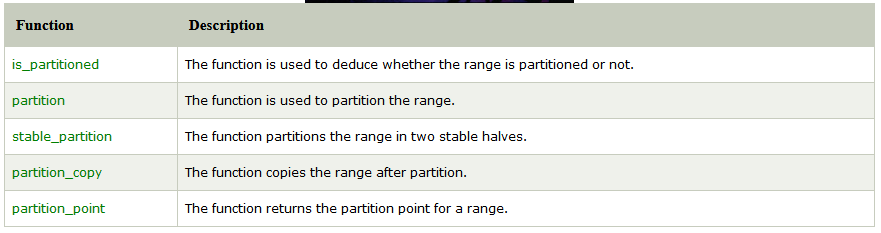 Function Description
is_partitioned The function is used to deduce whether the range is partitioned or not.
partition The function is used to partition the range.
stable_partition The function partitions the range in two stable halves.
partition_copy The function copies the range after partition.
partition_point The function returns the partition point for a range.